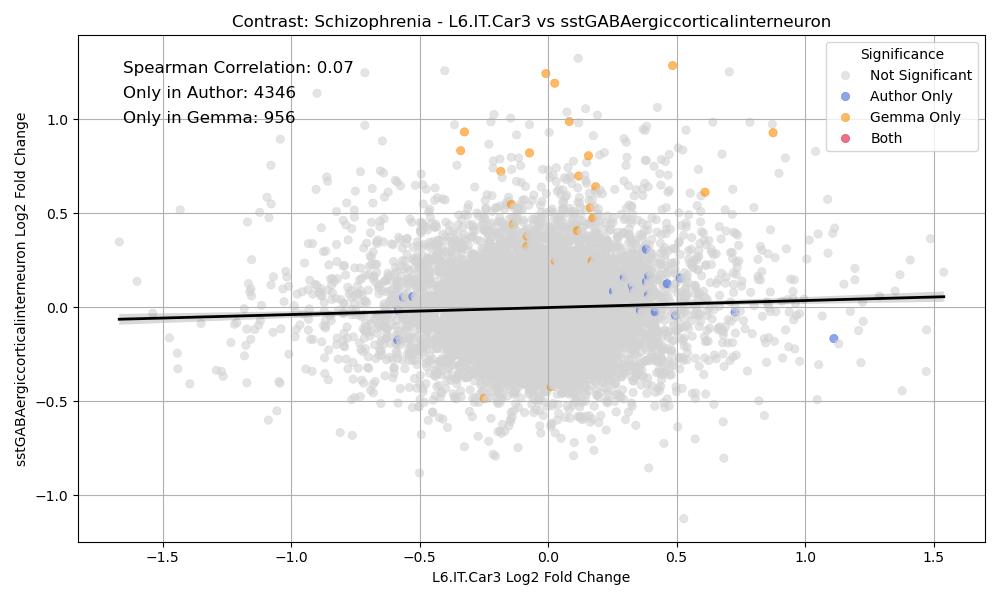 Contrast: Schizophrenia - L6.IT.Car3 vs sstGABAergiccorticalinterneuron
Spearman Correlation: 0.07
Only in Author: 4346
Only in Gemma: 956
Significance
Not Significant
Author Only
Gemma Only
Both
sstGABAergiccorticalinterneuron Log2 Fold Change
1.0
0.5
0.0
−0.5
−1.0
−1.5
−1.0
−0.5
0.0
0.5
1.0
1.5
L6.IT.Car3 Log2 Fold Change